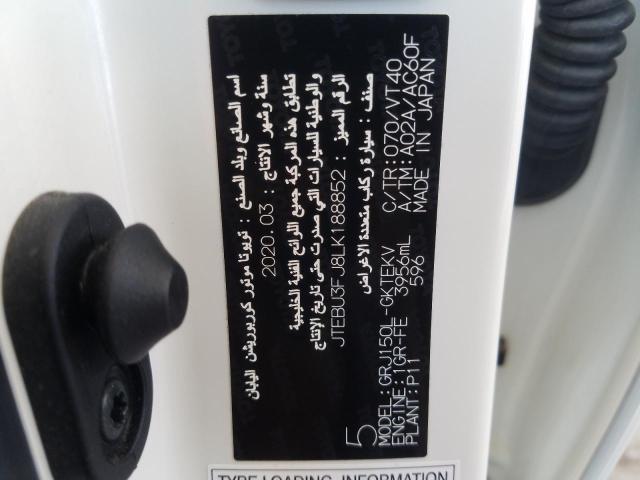 اسم الصانع وبلد الصنع : تويوتا موتور كوربوريشن اليابان
سنة وشهر الانتاج : 2020.03
تطابق هذه المركبة جميع اللوائح الفنية الخليجية
والوطنية للسيارات التي صدرت حتى تاريخ الإنتاج
الرقم المميز : JTEBU3FJ8LK188852
صنف : سيارة ركاب متعددة الاغراض
5
MODEL: GRJ150L-GKTEKV C/TR: 070/VT40
ENGINE: 1GR-FE 3956mL A/TM: A02A/AC60F
PLANT: P11 596 MADE IN JAPAN
TYRE LOADING INFORMATION